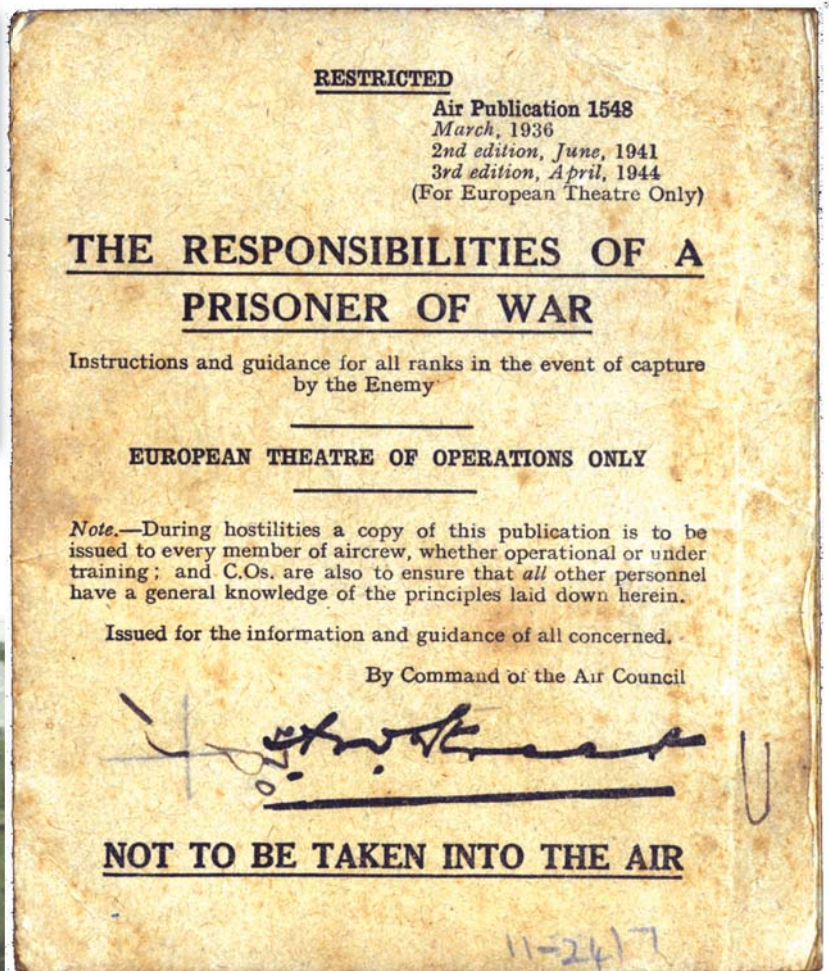 RESTRICTED
Air Publication 1548
March, 1936
2nd edition, June, 1941
3rd edition, April, 1944
(For European Theatre Only)
THE RESPONSIBILITIES OF A
PRISONER OF WAR
Instructions and guidance for all ranks in the event of capture
by the Enemy
EUROPEAN THEATRE OF OPERATIONS ONLY
Note.—During hostilities a copy of this publication is to be
issued to every member of aircrew, whether operational or under
training; and C.Os. are also to ensure that all other personnel
have a general knowledge of the principles laid down herein.
Issued for the information and guidance of all concerned.
By Command of the Air Council
NOT TO BE TAKEN INTO THE AIR